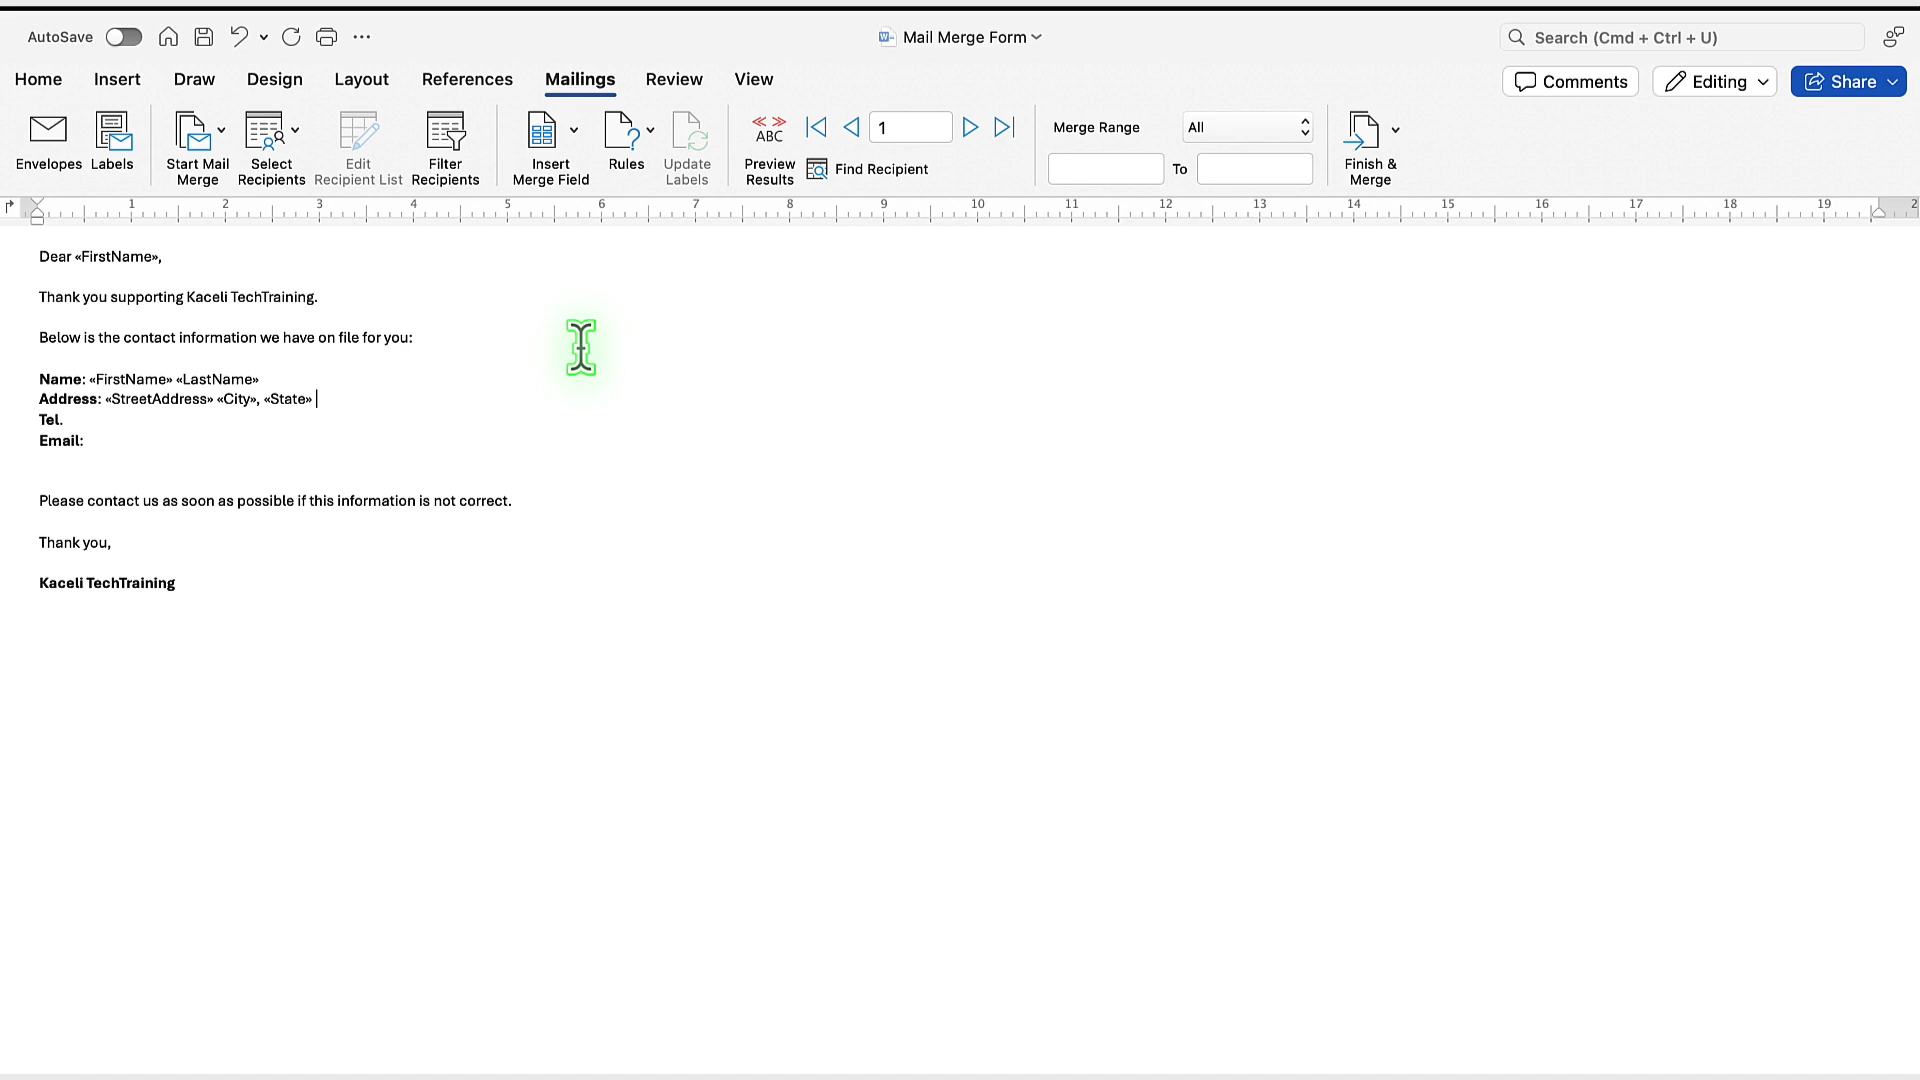 AutoSave
Mail Merge Form
Search (Cmd + Ctrl + U)
Home Insert Draw Design Layout References Mailings Review View
Comments Editing Share
Envelopes
Labels
Start Mail Merge
Select Recipients
Edit Recipient List
Filter Recipients
Insert Merge Field
Rules
Update Labels
ABC
Preview Results
1
Find Recipient
Merge Range All
To
Finish & Merge
1 2 3 4 5 6 7 8 9 10 11 12 13 14 15 16 17 18 19 2
Dear «FirstName»,
Thank you supporting Kaceli TechTraining.
Below is the contact information we have on file for you:
Name: «FirstName» «LastName»
Address: «StreetAddress» «City», «State»
Tel.
Email:
Please contact us as soon as possible if this information is not correct.
Thank you,
Kaceli TechTraining